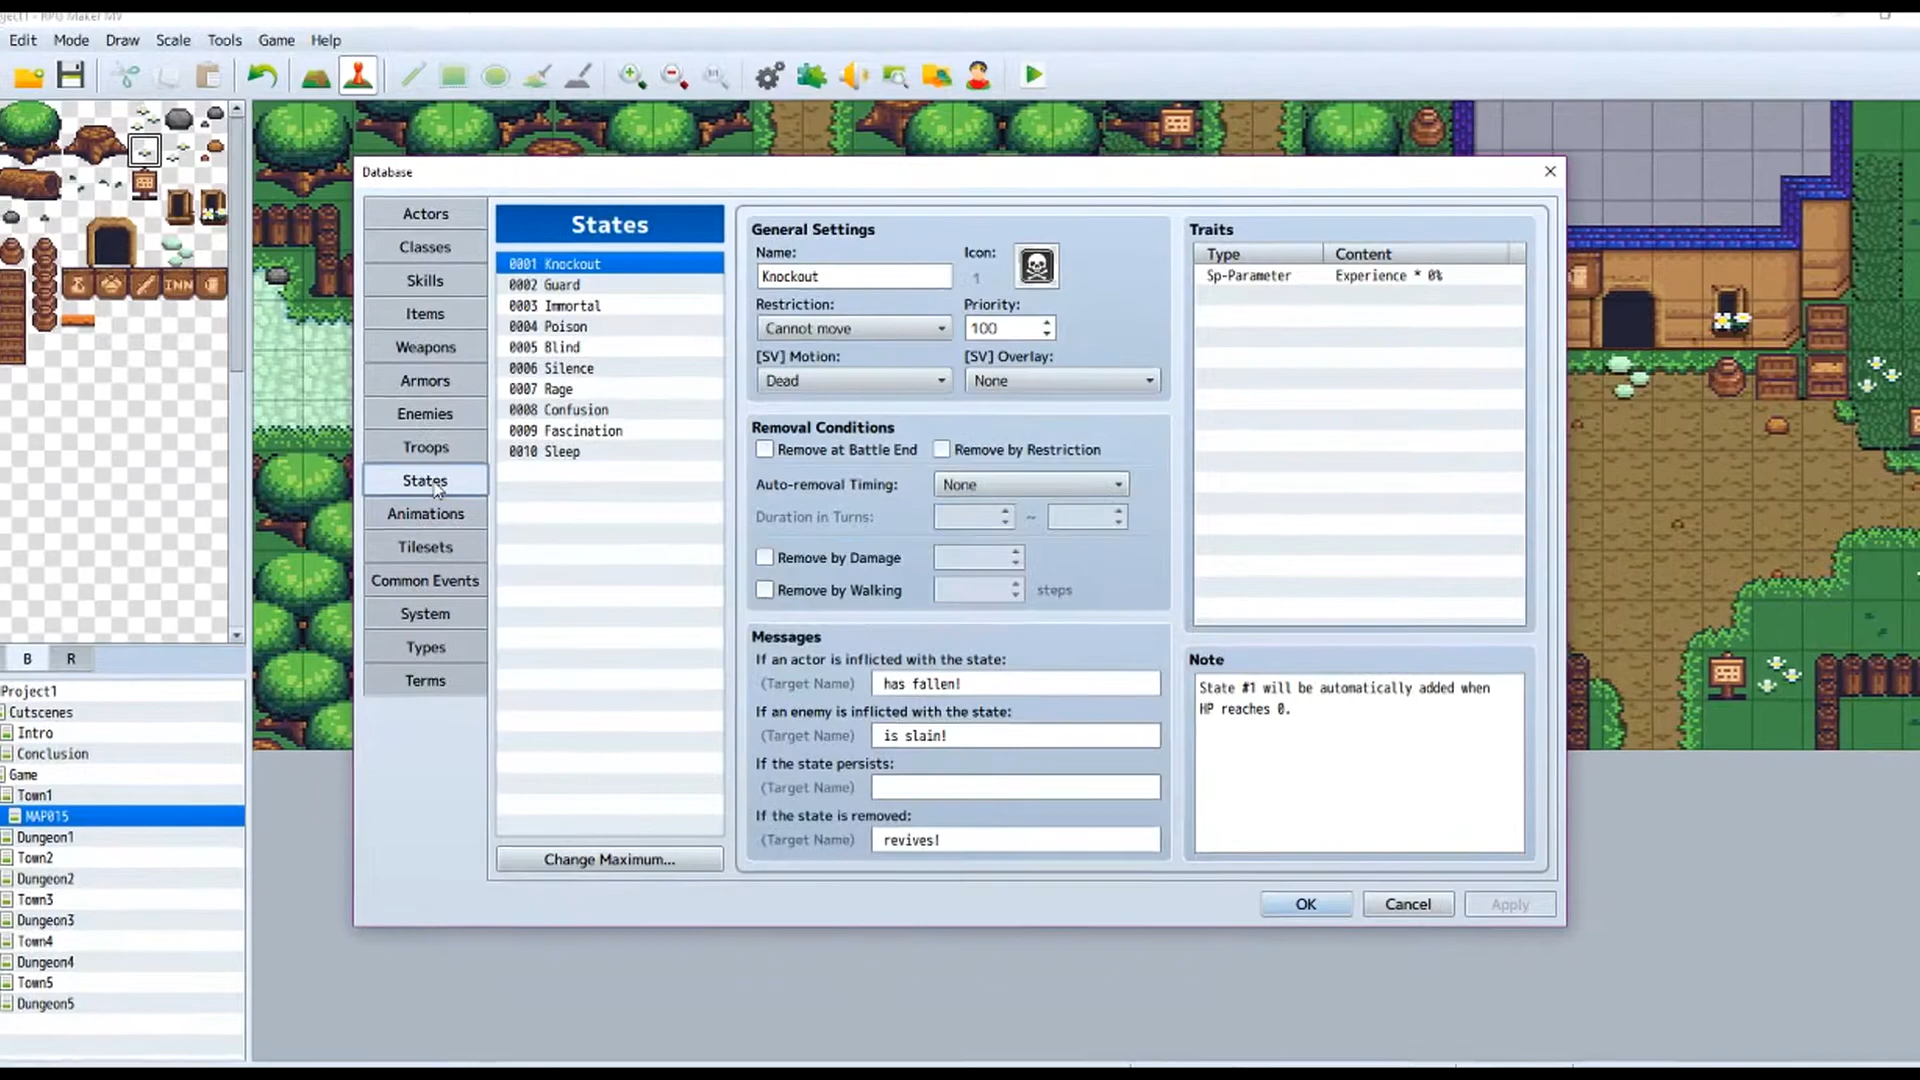 ject1 - RPG Maker MV
Edit Mode Draw Scale Tools Game Help
INN
B R
Project1
Cutscenes
Intro
Conclusion
Game
Town1
MAP015
Dungeon1
Town2
Dungeon2
Town3
Dungeon3
Town4
Dungeon4
Town5
Dungeon5
Database
Actors
Classes
Skills
Items
Weapons
Armors
Enemies
Troops
States
Animations
Tilesets
Common Events
System
Types
Terms
States
0001 Knockout
0002 Guard
0003 Immortal
0004 Poison
0005 Blind
0006 Silence
0007 Rage
0008 Confusion
0009 Fascination
0010 Sleep
Change Maximum...
General Settings
Name: Icon:
Knockout 1
Restriction: Priority:
Cannot move 100
[SV] Motion: [SV] Overlay:
Dead None
Removal Conditions
Remove at Battle End Remove by Restriction
Auto-removal Timing: None
Duration in Turns: ~
Remove by Damage
Remove by Walking steps
Messages
If an actor is inflicted with the state:
(Target Name) has fallen!
If an enemy is inflicted with the state:
(Target Name) is slain!
If the state persists:
(Target Name)
If the state is removed:
(Target Name) revives!
Traits
Type Content
Sp-Parameter Experience * 0%
Note
State #1 will be automatically added when
HP reaches 0.
OK Cancel Apply